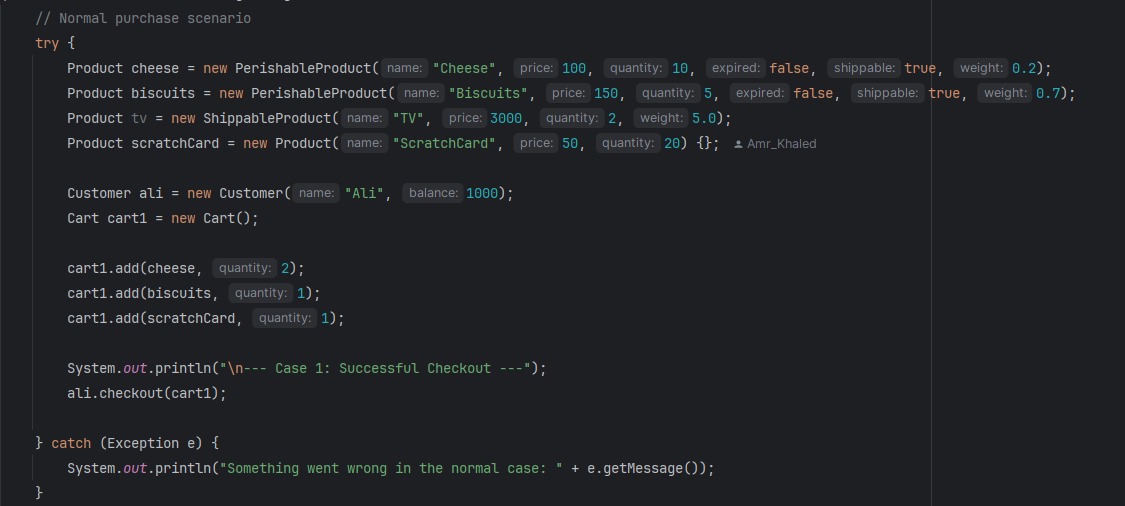 // Normal purchase scenario
try {
    Product cheese = new PerishableProduct( name: "Cheese", price: 100, quantity: 10, expired: false, shippable: true, weight: 0.2);
    Product biscuits = new PerishableProduct( name: "Biscuits", price: 150, quantity: 5, expired: false, shippable: true, weight: 0.7);
    Product tv = new ShippableProduct( name: "TV", price: 3000, quantity: 2, weight: 5.0);
    Product scratchCard = new Product( name: "ScratchCard", price: 50, quantity: 20) {}; Amr_Khaled

    Customer ali = new Customer( name: "Ali", balance: 1000);
    Cart cart1 = new Cart();

    cart1.add(cheese, quantity: 2);
    cart1.add(biscuits, quantity: 1);
    cart1.add(scratchCard, quantity: 1);

    System.out.println("\n--- Case 1: Successful Checkout ---");
    ali.checkout(cart1);

} catch (Exception e) {
    System.out.println("Something went wrong in the normal case: " + e.getMessage());
}